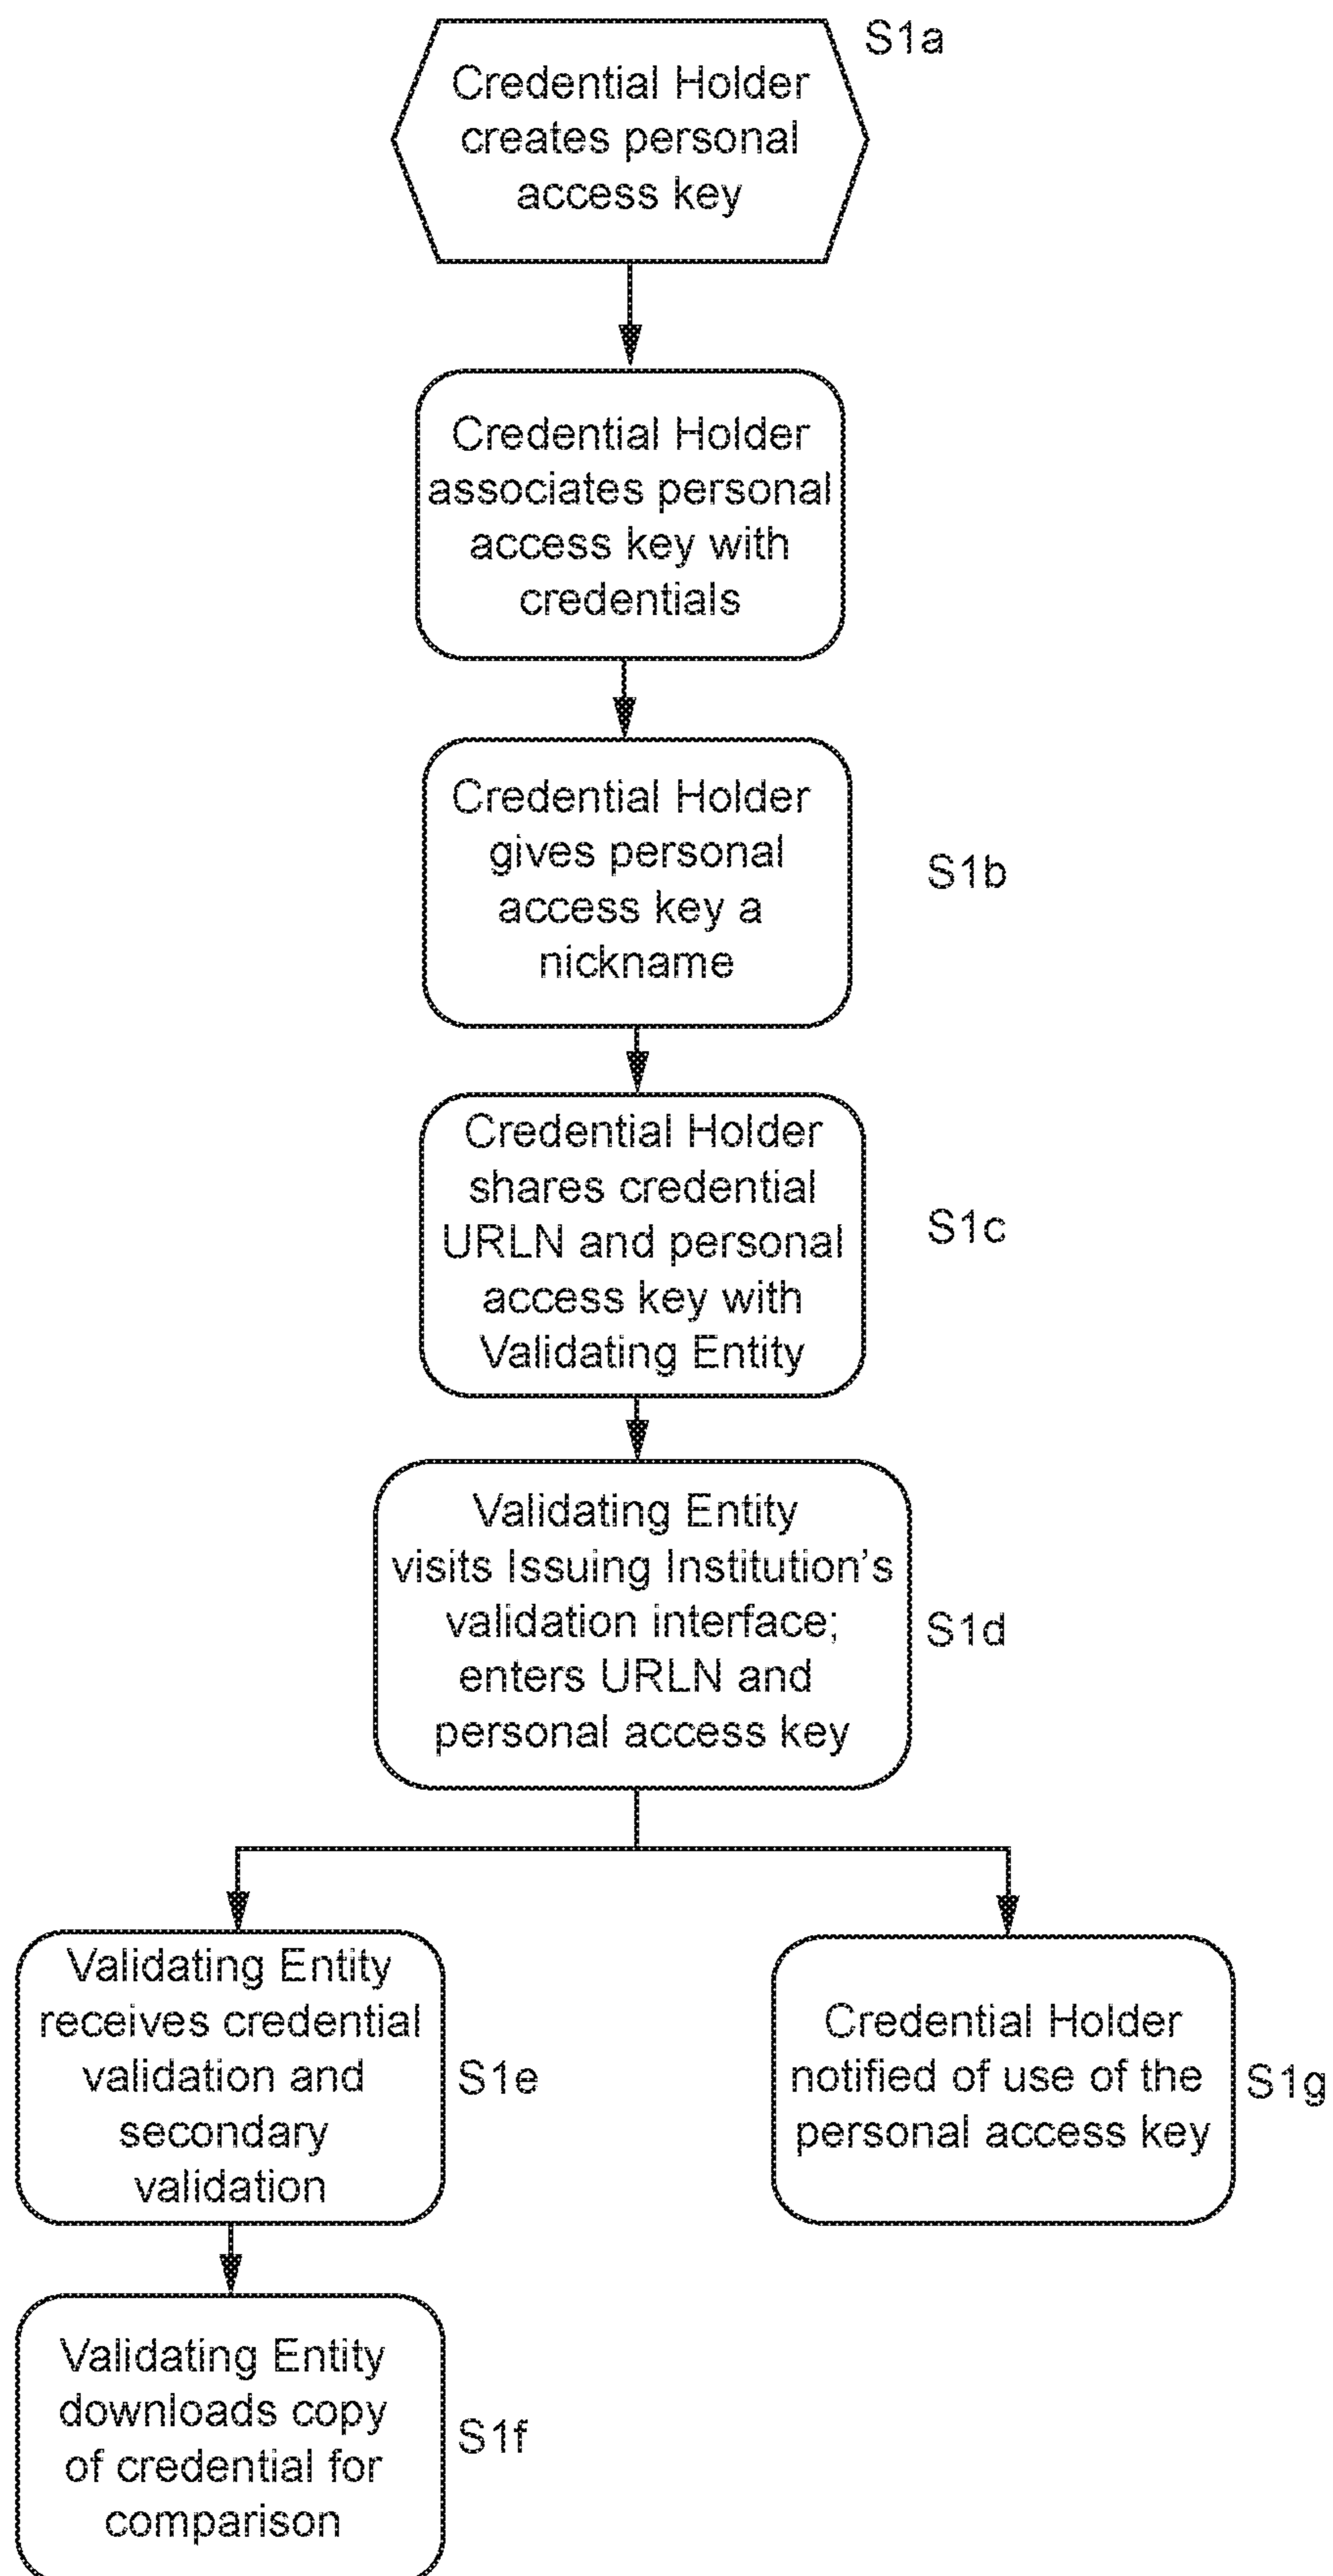 S1a
Credential Holder
creates personal
access key
Credential Holder
associates personal
access key with
credentials
Credential Holder
gives personal
access key a
nickname
S1b
Credential Holder
shares credential
URLN and personal
access key with
Validating Entity
S1c
Validating Entity
visits Issuing Institution's
validation interface;
enters URLN and
personal access key
S1d
Validating Entity
receives credential
validation and
secondary
validation
S1e
Credential Holder
notified of use of the
personal access key
S1g
Validating Entity
downloads copy
of credential for
comparison
S1f